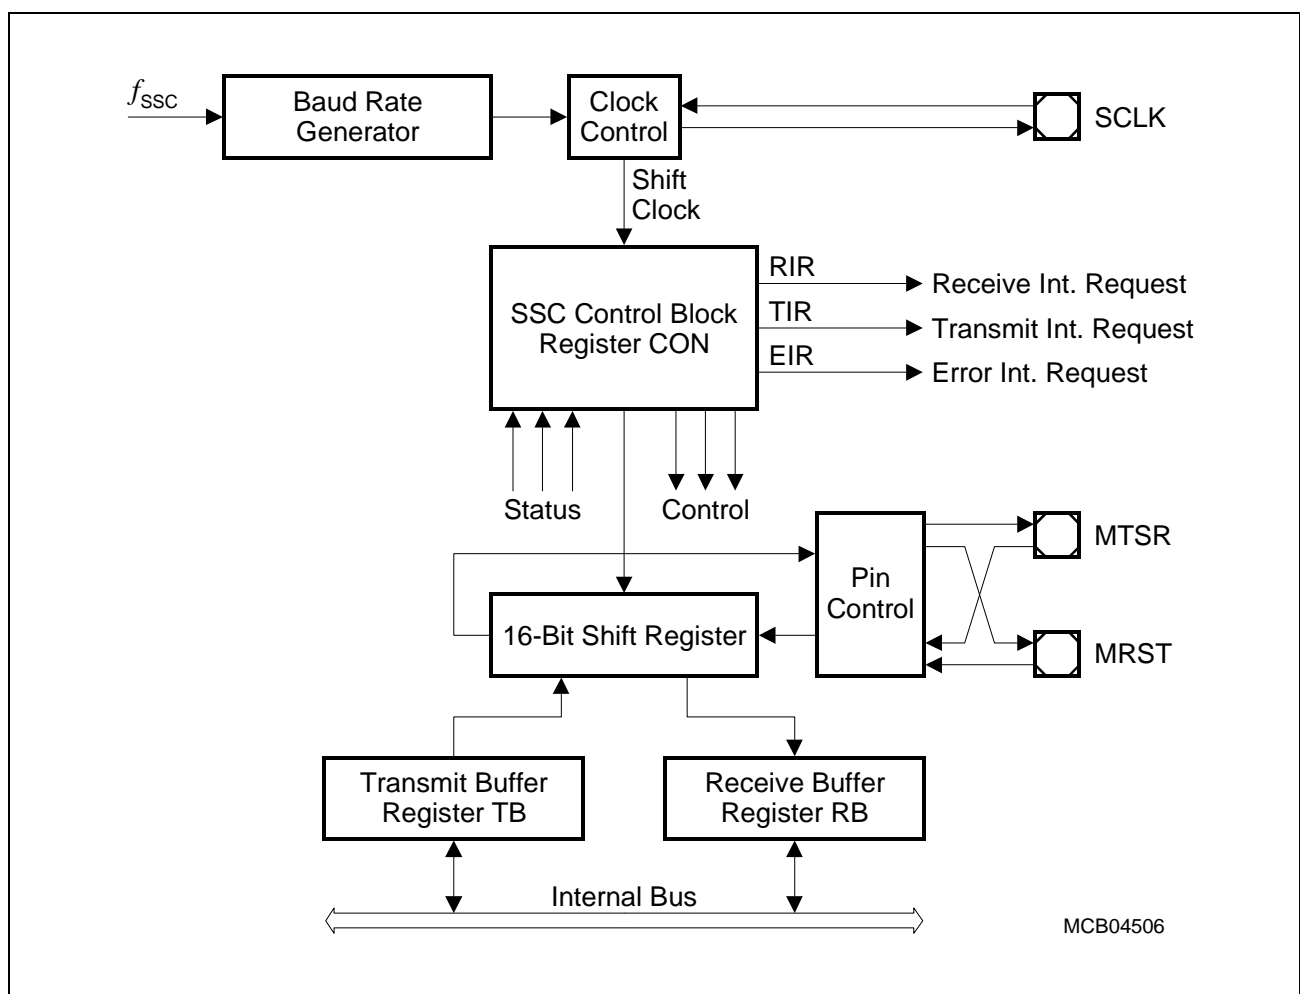 fSSC
Baud Rate
Generator
Clock
Control
SCLK
Shift
Clock
SSC Control Block
Register CON
RIR
Receive Int. Request
TIR
Transmit Int. Request
EIR
Error Int. Request
Status
Control
Pin
Control
MTSR
MRST
16-Bit Shift Register
Transmit Buffer
Register TB
Receive Buffer
Register RB
Internal Bus
MCB04506